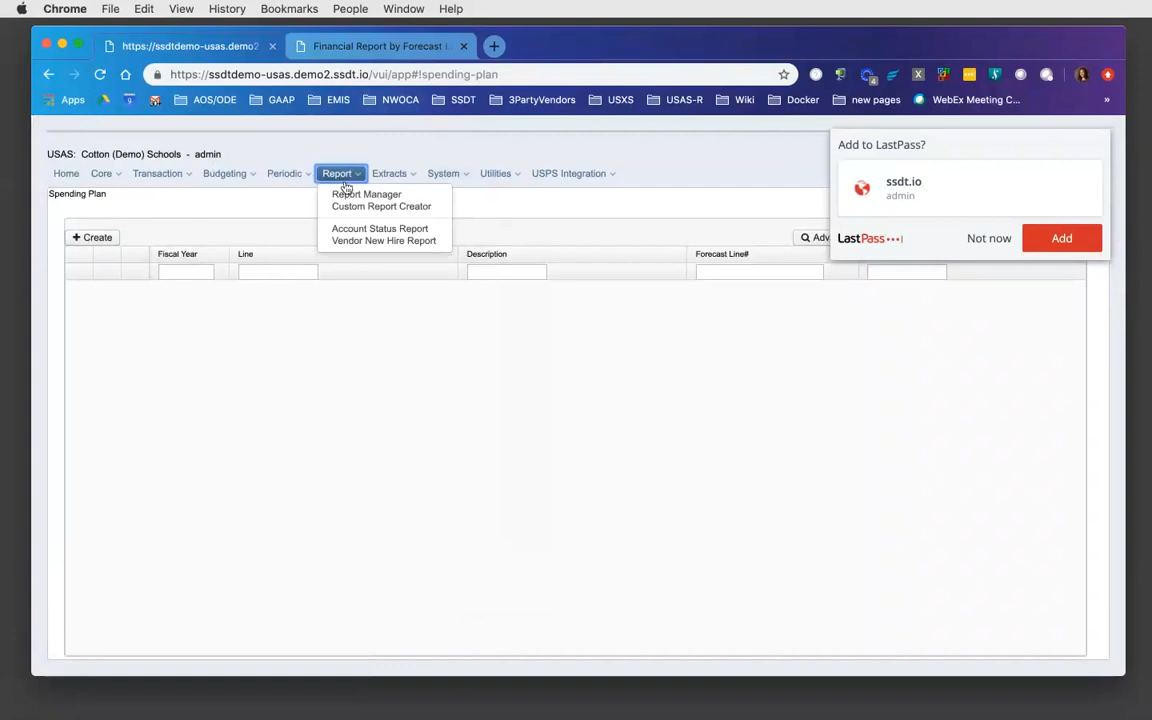 Chrome File Edit View History Bookmarks People Window Help
https://ssdtdemo-usas.demo2 Financial Report by Forecast
https://ssdtdemo-usas.demo2.ssdt.io/vui/app#!spending-plan
Apps AOS/ODE GAAP EMIS NWOCA SSDT 3PartyVendors USXS USAS-R Wiki Docker new pages WebEx Meeting C... »
USAS: Cotton (Demo) Schools - admin
Home Core Transaction Budgeting Periodic Report Extracts System Utilities USPS Integration
Spending Plan
Report Manager
Custom Report Creator
Account Status Report
Vendor New Hire Report
Create Adv
Fiscal Year Line Description Forecast Line#
Add to LastPass?
ssdt.io
admin
LastPass Not now Add